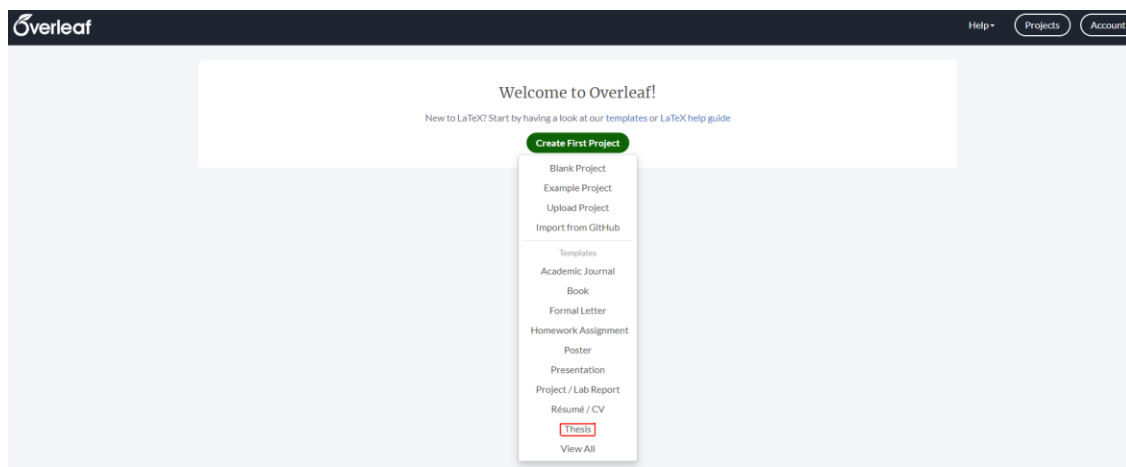 Overleaf
Help
Projects
Account
Welcome to Overleaf!
New to LaTeX? Start by having a look at our templates or LaTeX help guide
Create First Project
Blank Project
Example Project
Upload Project
Import from GitHub
Templates
Academic Journal
Book
Formal Letter
Homework Assignment
Poster
Presentation
Project / Lab Report
Résumé / CV
Thesis
View All